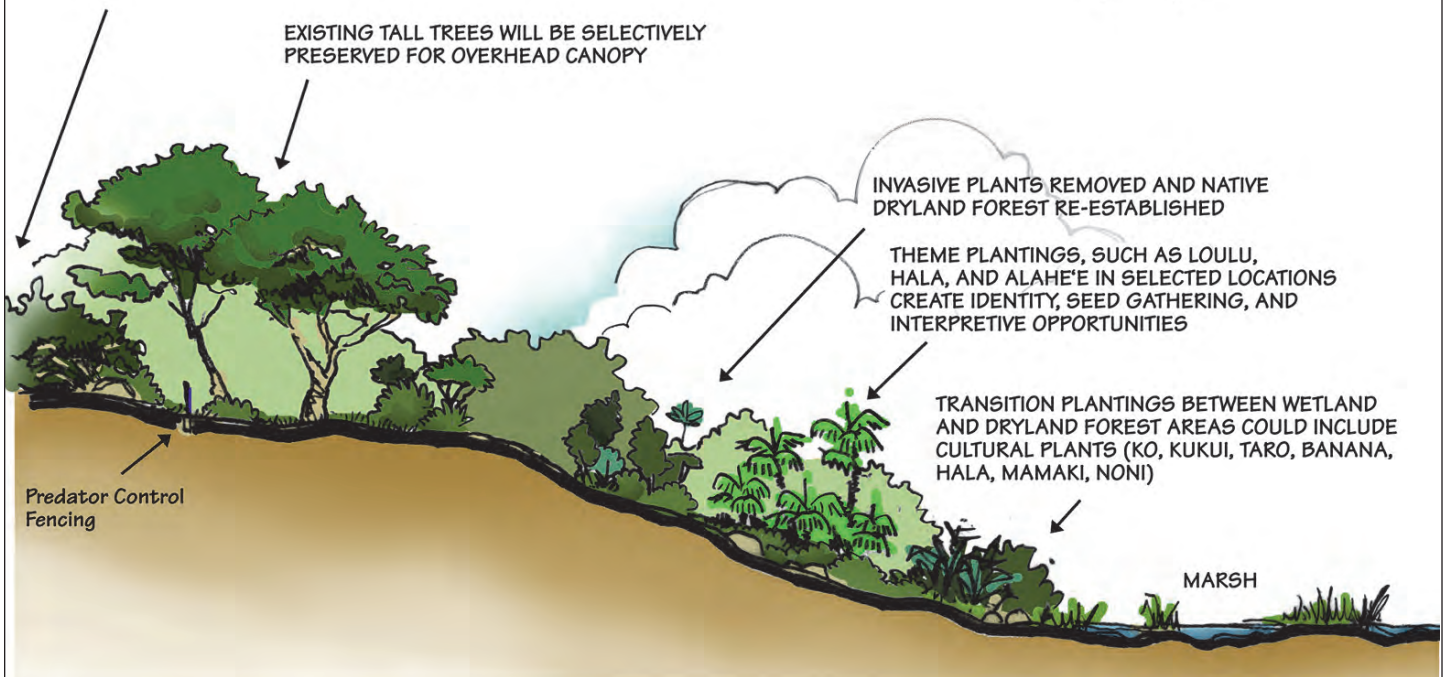 EXISTING TALL TREES WILL BE SELECTIVELY
PRESERVED FOR OVERHEAD CANOPY
INVASIVE PLANTS REMOVED AND NATIVE
DRYLAND FOREST RE-ESTABLISHED
THEME PLANTINGS, SUCH AS LOULU,
HALA, AND ALAHE‘E IN SELECTED LOCATIONS
CREATE IDENTITY, SEED GATHERING, AND
INTERPRETIVE OPPORTUNITIES
TRANSITION PLANTINGS BETWEEN WETLAND
AND DRYLAND FOREST AREAS COULD INCLUDE
CULTURAL PLANTS (KO, KUKUI, TARO, BANANA,
HALA, MAMAKI, NONI)
Predator Control
Fencing
MARSH